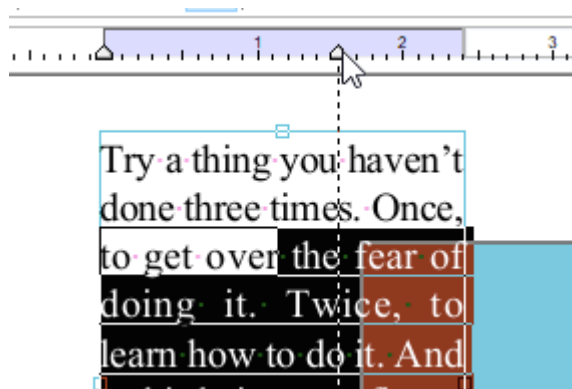 1 2 3
Try a thing you haven’t
done three times. Once,
to get over the fear of
doing it. Twice, to
learn how to do it. And